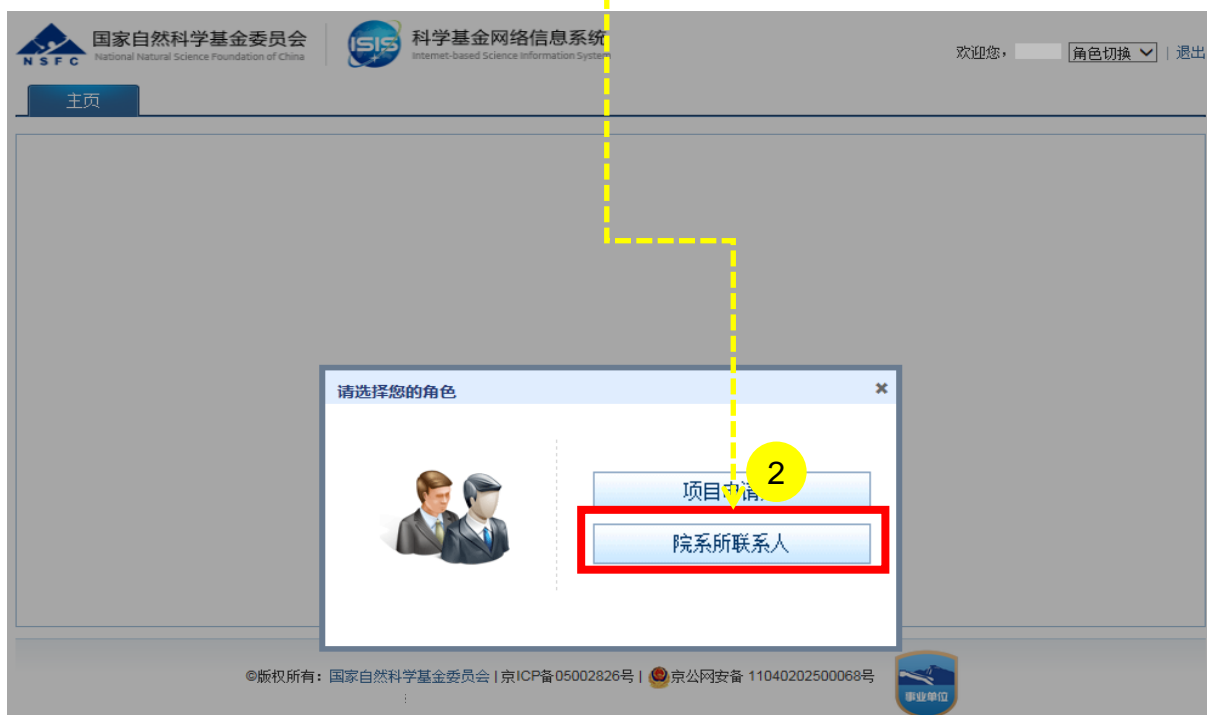 国家自然科学基金委员会
National Natural Science Foundation of China
NSFC
ISIS
科学基金网络信息系统
Internet-based Science Information System
欢迎您， 角色切换 | 退出
主页
请选择您的角色
2
项目申请
院系所联系人
©版权所有：国家自然科学基金委员会 | 京ICP备05002826号 | 京公网安备 11040202500068号
事业单位